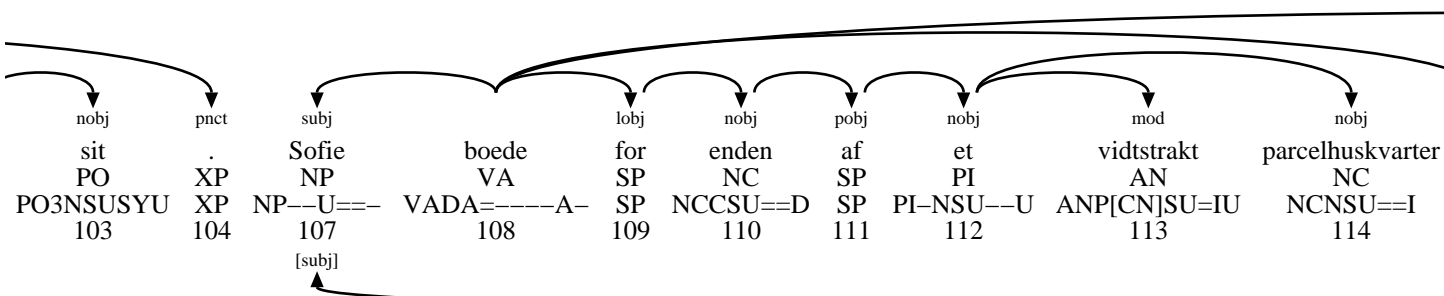 nobj pnct subj lobj nobj pobj nobj mod nobj
sit . Sofie boede for enden af et vidtstrakt parcelhuskvarter
PO XP NP VA SP NC SP PI AN NC
PO3NSUSYU XP NP−−U==− VADA=−−−−A− SP NCCSU==D SP PI−NSU−−U ANP[CN]SU=IU NCNSU==I
103 104 107 108 109 110 111 112 113 114
[subj]